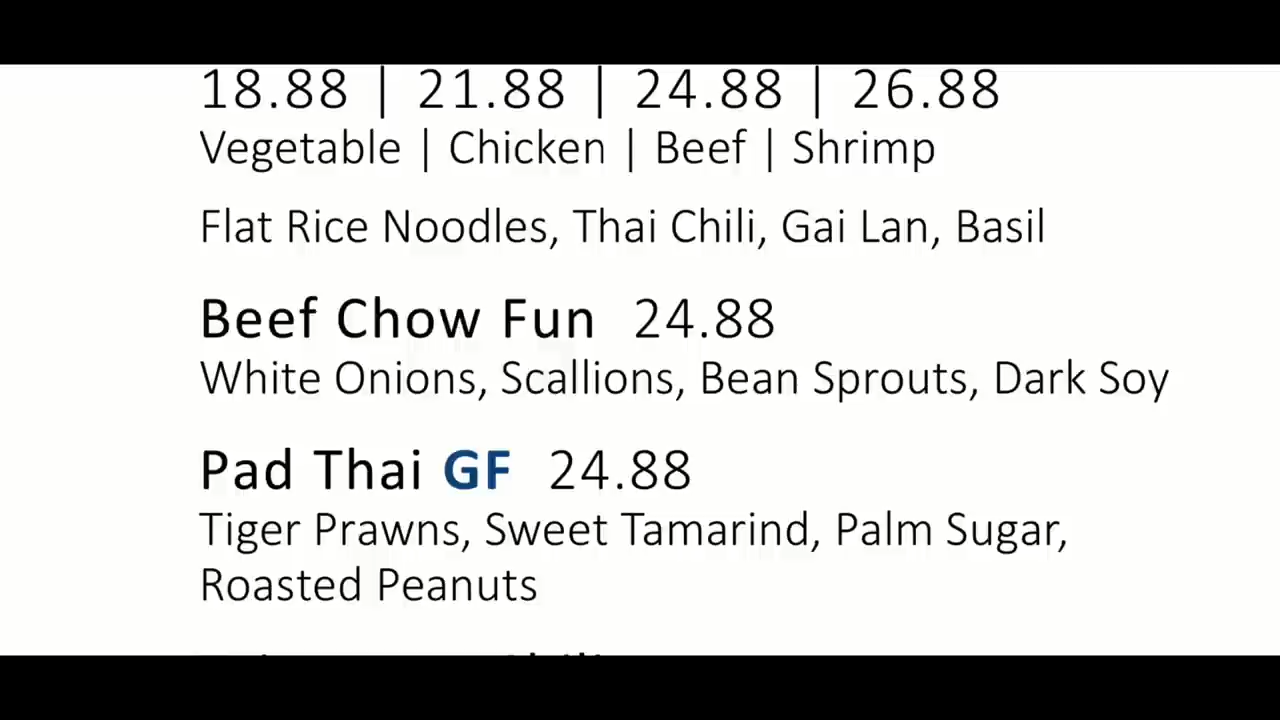 18.88 | 21.88 | 24.88 | 26.88
Vegetable | Chicken | Beef | Shrimp
Flat Rice Noodles, Thai Chili, Gai Lan, Basil
Beef Chow Fun 24.88
White Onions, Scallions, Bean Sprouts, Dark Soy
Pad Thai GF 24.88
Tiger Prawns, Sweet Tamarind, Palm Sugar,
Roasted Peanuts